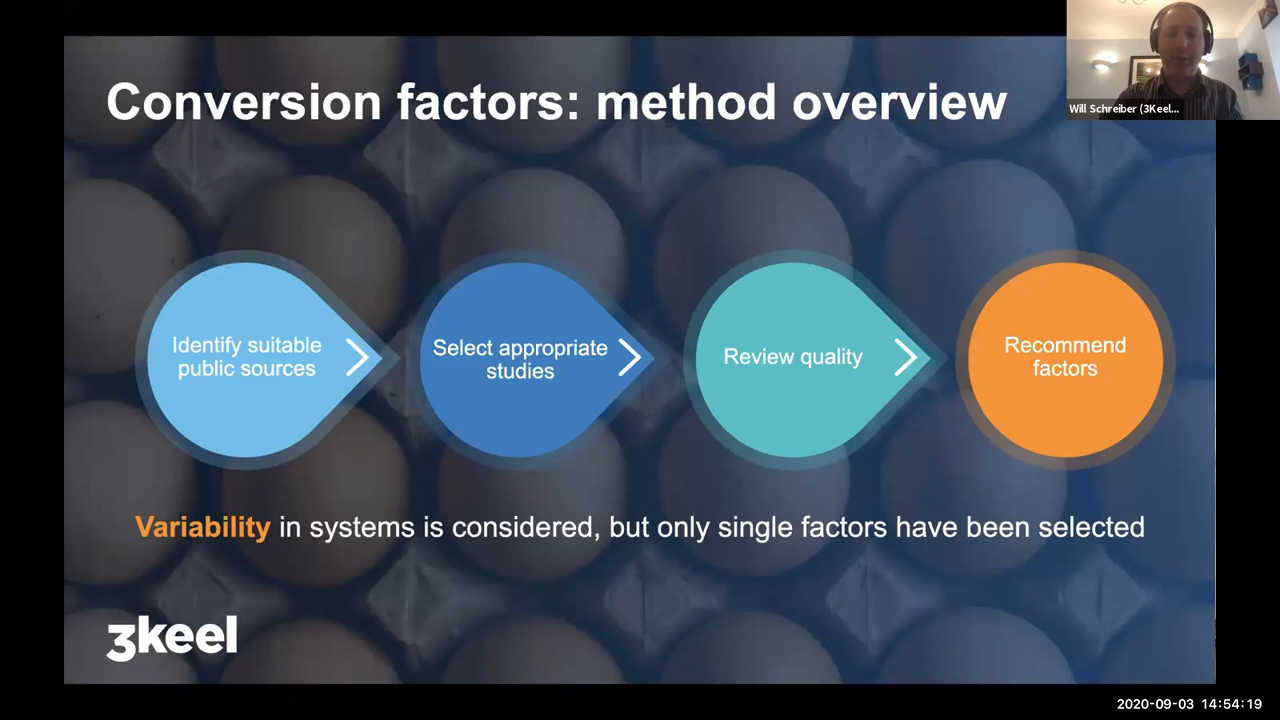 Conversion factors: method overview
Will Schreiber (3Keel...
Identify suitable
public sources
Select appropriate
studies
Review quality
Recommend
factors
Variability in systems is considered, but only single factors have been selected
3keel
2020-09-03 14:54:19